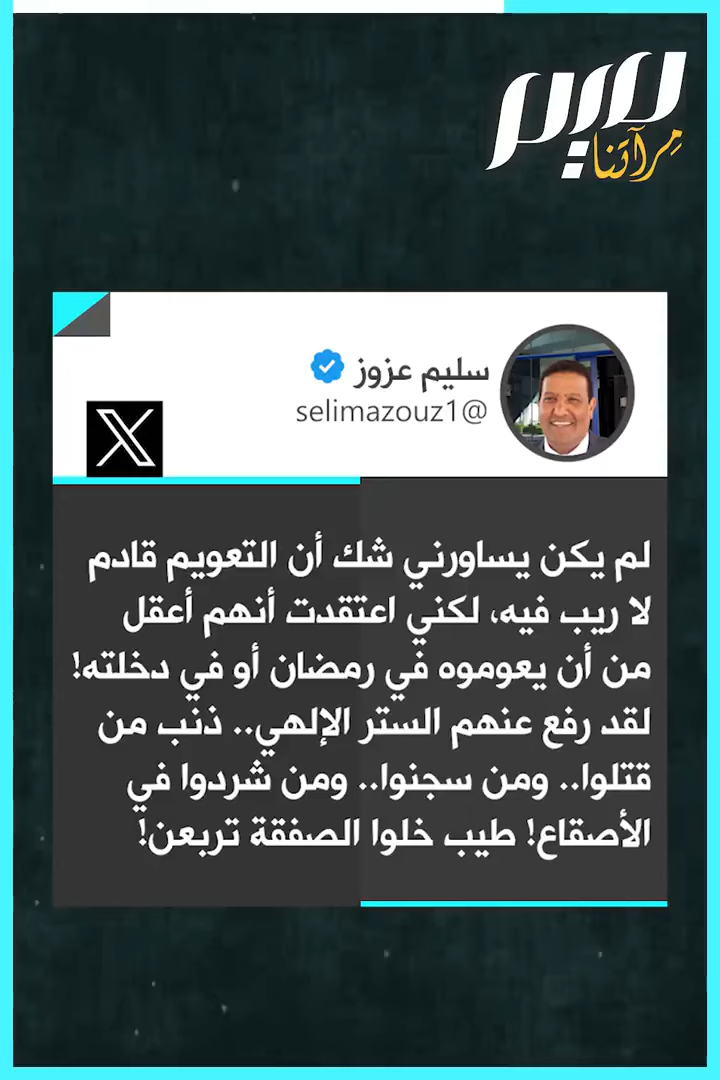 ميم
مِرآتنا
سليم عزوز
@selimazouz1
لم يكن يساورني شك أن التعويم قادم
لا ريب فيه، لكني اعتقدت أنهم أعقل
من أن يعوموه في رمضان أو في دخلته!
لقد رفع عنهم الستر الإلهي.. ذنب من
قتلوا.. ومن سجنوا.. ومن شردوا في
الأصقاع! طيب خلوا الصفقة تربعن!